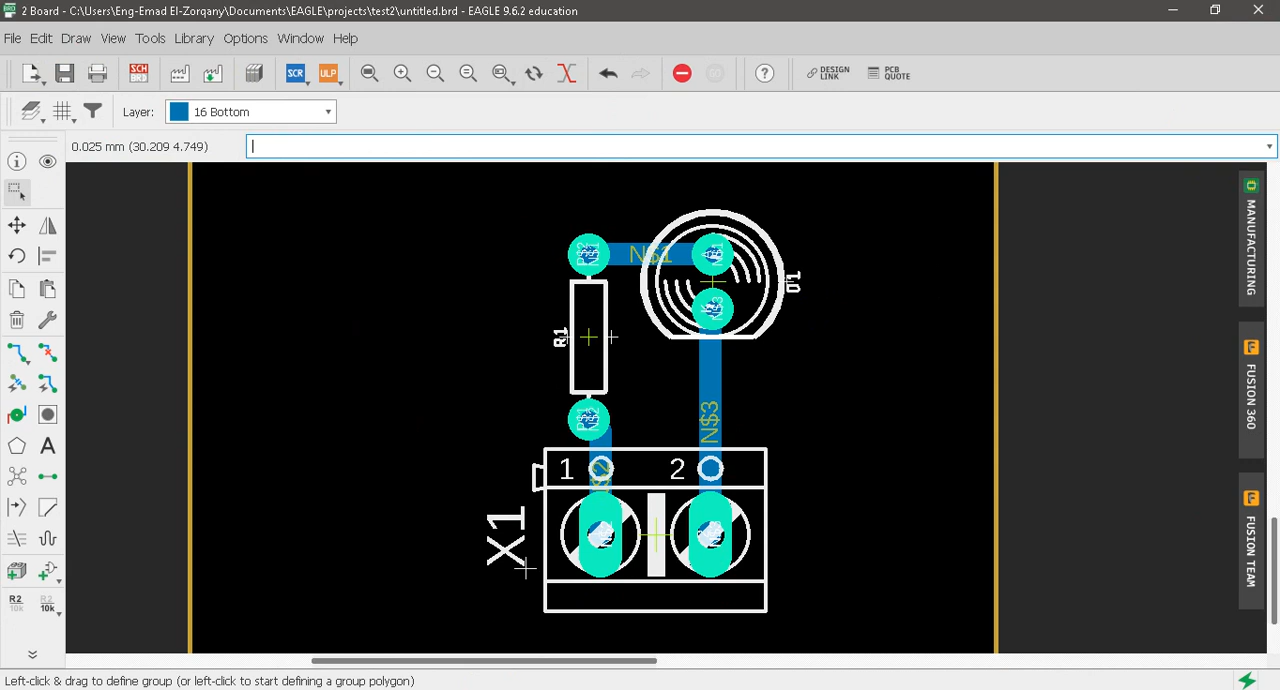 2 Board - C:\Users\Eng-Emad El-Zorqany\Documents\EAGLE\projects\test2\untitled.brd - EAGLE 9.6.2 education
File Edit Draw View Tools Library Options Window Help
SCH SCR ULP DESIGN LINK PCB QUOTE
Layer: 16 Bottom
0.025 mm (30.209 4.749)
MANUFACTURING
FUSION 360
FUSION TEAM
N$1
D1
R1
N$3
1 2
X1
R2
10k
R2
10k
Left-click & drag to define group (or left-click to start defining a group polygon)